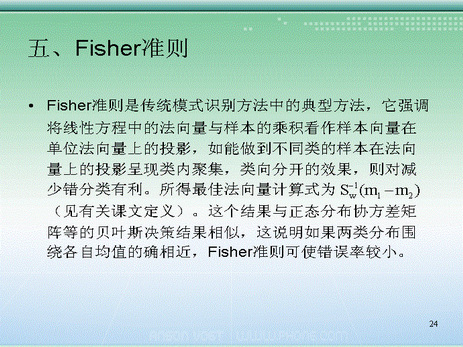 五、Fisher准则
• Fisher准则是传统模式识别方法中的典型方法，它强调
将线性方程中的法向量与样本的乘积看作样本向量在
单位法向量上的投影，如能做到不同类的样本在法向
量上的投影呈现类内聚集，类向分开的效果，则对减
少错分类有利。所得最佳法向量计算式为 S_w^{-1}(m_1−m_2)
（见有关课文定义）。这个结果与正态分布协方差矩
阵等的贝叶斯决策结果相似，这说明如果两类分布围
绕各自均值的确相近，Fisher准则可使错误率较小。
24